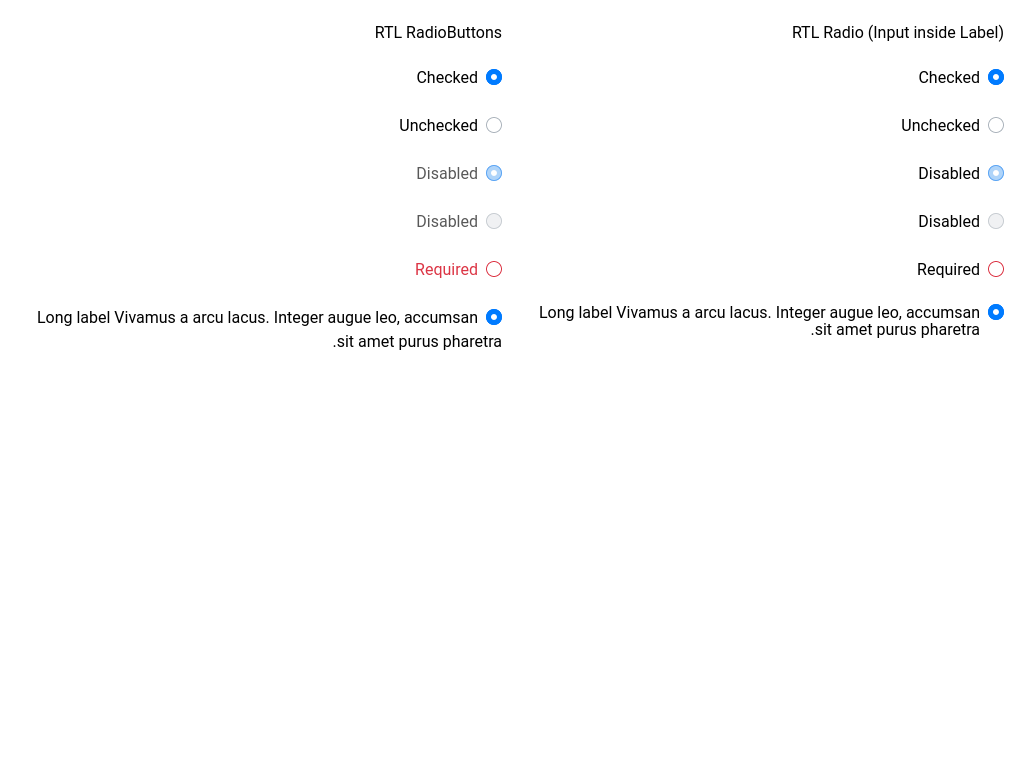 RTL RadioButtons
Checked
Unchecked
Disabled
Disabled
Required
Long label Vivamus a arcu lacus. Integer augue leo, accumsan
.sit amet purus pharetra
RTL Radio (Input inside Label)
Checked
Unchecked
Disabled
Disabled
Required
Long label Vivamus a arcu lacus. Integer augue leo, accumsan
.sit amet purus pharetra